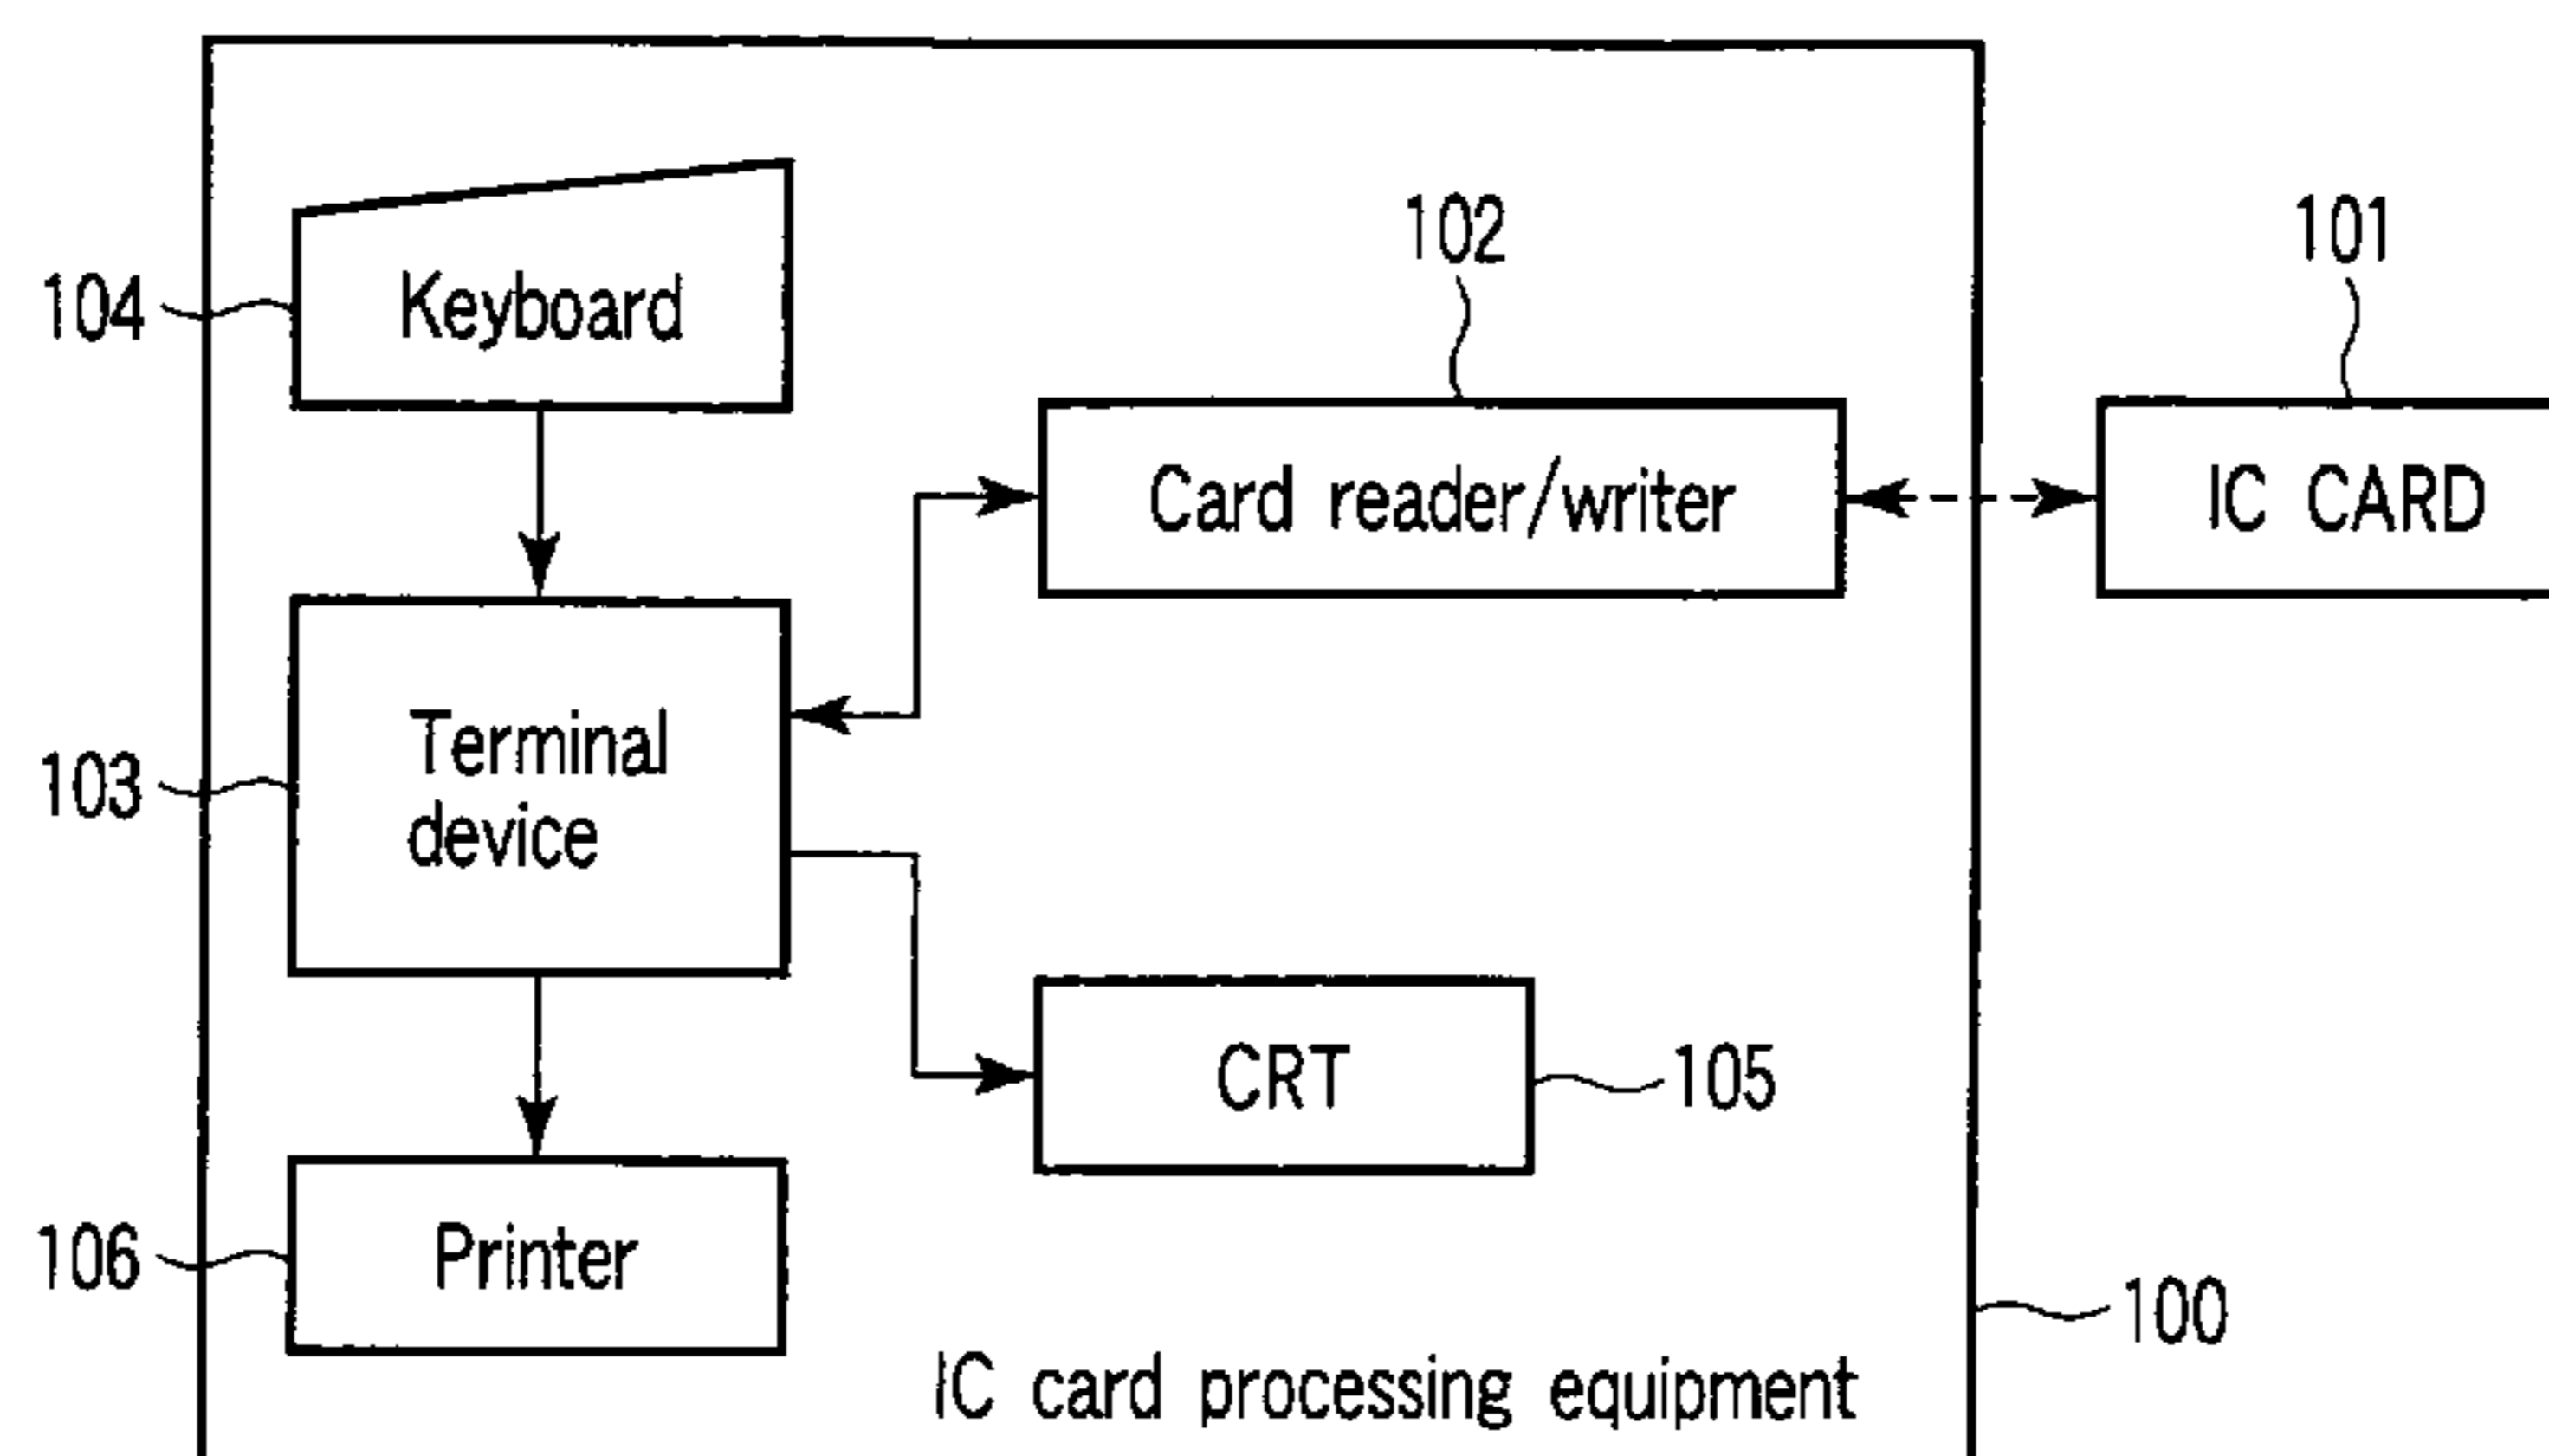 102
101
104
Keyboard
Card reader/writer
IC CARD
103
Terminal
device
CRT
105
106
Printer
100
IC card processing equipment